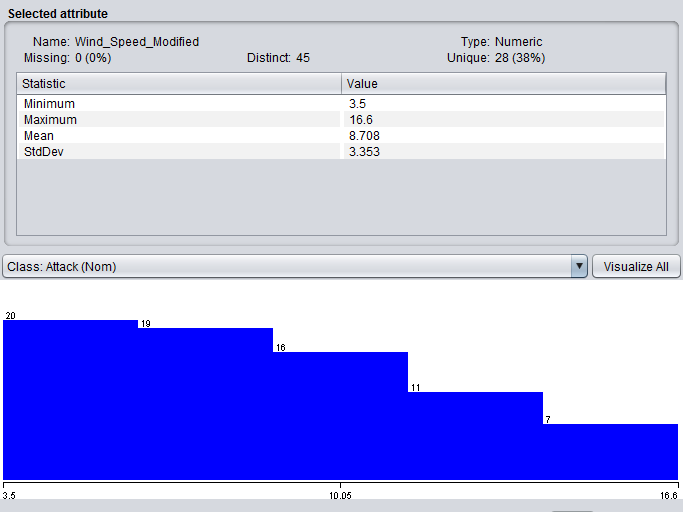 Selected attribute
Name: Wind_Speed_Modified Type: Numeric
Missing: 0 (0%) Distinct: 45 Unique: 28 (38%)
Statistic Value
Minimum 3.5
Maximum 16.6
Mean 8.708
StdDev 3.353
Class: Attack (Nom) Visualize All
20
19
16
11
7
3.5 10.05 16.6